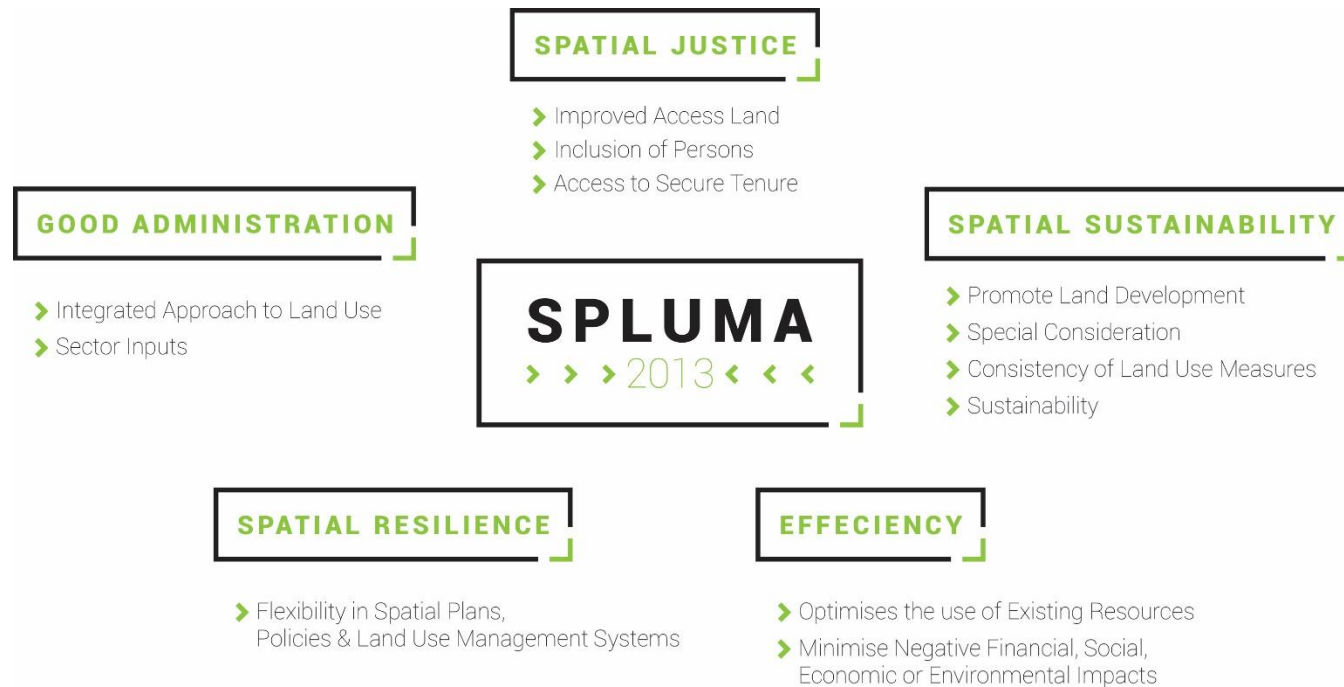 SPATIAL JUSTICE
Improved Access Land
Inclusion of Persons
Access to Secure Tenure
GOOD ADMINISTRATION
Integrated Approach to Land Use
Sector Inputs
SPLUMA
2013
SPATIAL SUSTAINABILITY
Promote Land Development
Special Consideration
Consistency of Land Use Measures
Sustainability
SPATIAL RESILIENCE
Flexibility in Spatial Plans,
Policies & Land Use Management Systems
EFFECIENCY
Optimises the use of Existing Resources
Minimise Negative Financial, Social,
Economic or Environmental Impacts